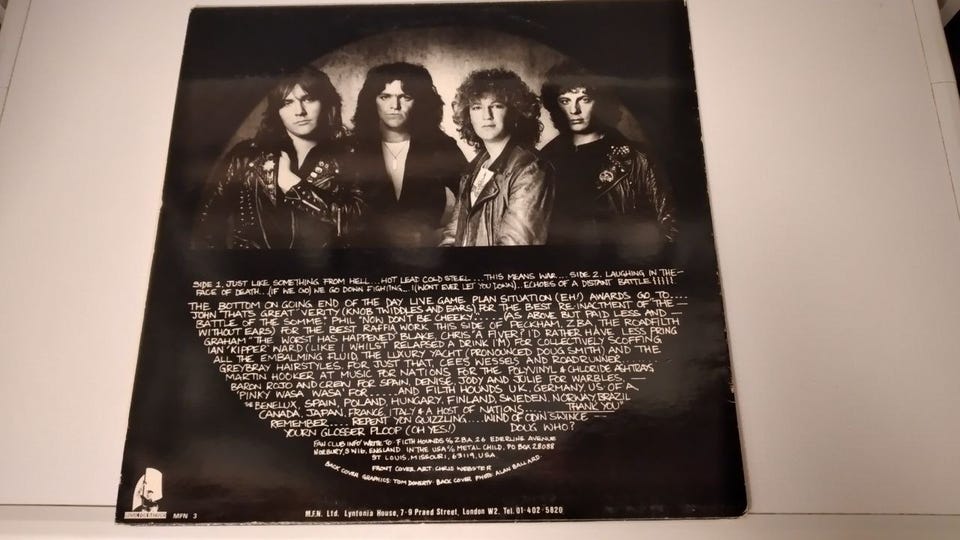 SIDE 1. JUST LIKE SOMETHING FROM HELL... HOT LEAD COLD STEEL... THIS MEANS WAR... SIDE 2. LAUGHING IN THE—
FACE OF DEATH... (IF WE GO) WE GO DOWN FIGHTING... I(WON'T EVER LET YOU DOWN).. ECHOES OF A DISTANT BATTLE!!!!!
THE BOTTOM ON GOING END OF THE DAY LIVE GAME PLAN SITUATION (EH!) AWARDS GO TO....
JOHN "THAT'S GREAT" VERITY (KNOB TWIDDLES AND EARS), FOR THE BEST RE-INACTMENT OF THE
BATTLE OF THE SOMME". PHIL "NOW DON'T BE CHEEKY"..... (AS ABOVE BUT PAID LESS AND —
WITHOUT EARS) FOR THE BEST RAFFIA WORK THIS SIDE OF PECKHAM, Z.B.A. THE ROADFILTH
GRAHAM "THE WORST HAS HAPPENED" BLAKE, CHRIS "A FIVER? I'D RATHER HAVE LESS" PRING
IAN "KIPPER" WARD (LIKE I WHILST RELAPSED A DRINK I'M) FOR COLLECTIVELY SCOFFING
ALL THE EMBALMING FLUID, THE LUXURY YACHT (PRONOUNCED DOUG SMITH) AND THE
GREYBRAY HAIRSTYLES, FOR JUST THAT, CEES WESSELS AND ROADRUNNER........
MARTIN HOOKER AT MUSIC FOR NATIONS FOR THE POLYVINYL & CHLORIDE ASHTRAYS,
BARON ROJO AND CREW FOR SPAIN, DENISE, JODY AND JULIE FOR WARBLES, —
'PINKY WASA WASA' FOR...... AND FILTH HOUNDS U.K. GERMANY U.S. OF A.
THE BENELUX, SPAIN, POLAND, HUNGARY, FINLAND, SWEDEN, NORWAY, BRAZIL
CANADA, JAPAN, FRANCE, ITALY & A HOST OF NATIONS....... THANK YOU
REMEMBER.... REPENT YON QUIZZLING.... WIND OF ODIN SWINCE —
YOURN GLOSSER PLOOP (OH YES!) DOUG WHO?
FAN CLUB INFO' WRITE TO: FILTH HOUNDS C/O Z.B.A. 26 EDERLINE AVENUE
NORBURY, SW16, ENGLAND IN THE USA C/O METAL CHILD, PO BOX 28088
ST LOUIS, MISSOURI, 63119, USA
FRONT COVER ART: CHRIS WEBSTER
BACK COVER GRAPHICS: TOM DOHERTY BACK COVER PHOTO: ALAN BALLARD
MUSIC FOR NATIONS
MFN 3
M.F.N. Ltd. Lyntonia House, 7-9 Praed Street, London W2. Tel. 01-402-5820